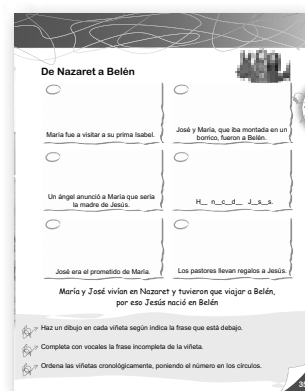 De Nazaret a Belén
María fue a visitar a su prima Isabel.
José y María, que iba montada en un
borrico, fueron a Belén.
Un ángel anunció a María que sería
la madre de Jesús.
H__ n__c__d__ J__s__s.
José era el prometido de María.
Los pastores llevan regalos a Jesús.
María y José vivían en Nazaret y tuvieron que viajar a Belén,
por eso Jesús nació en Belén
Haz un dibujo en cada viñeta según indica la frase que está debajo.
Completa con vocales la frase incompleta de la viñeta.
Ordena las viñetas cronológicamente, poniendo el número en los círculos.